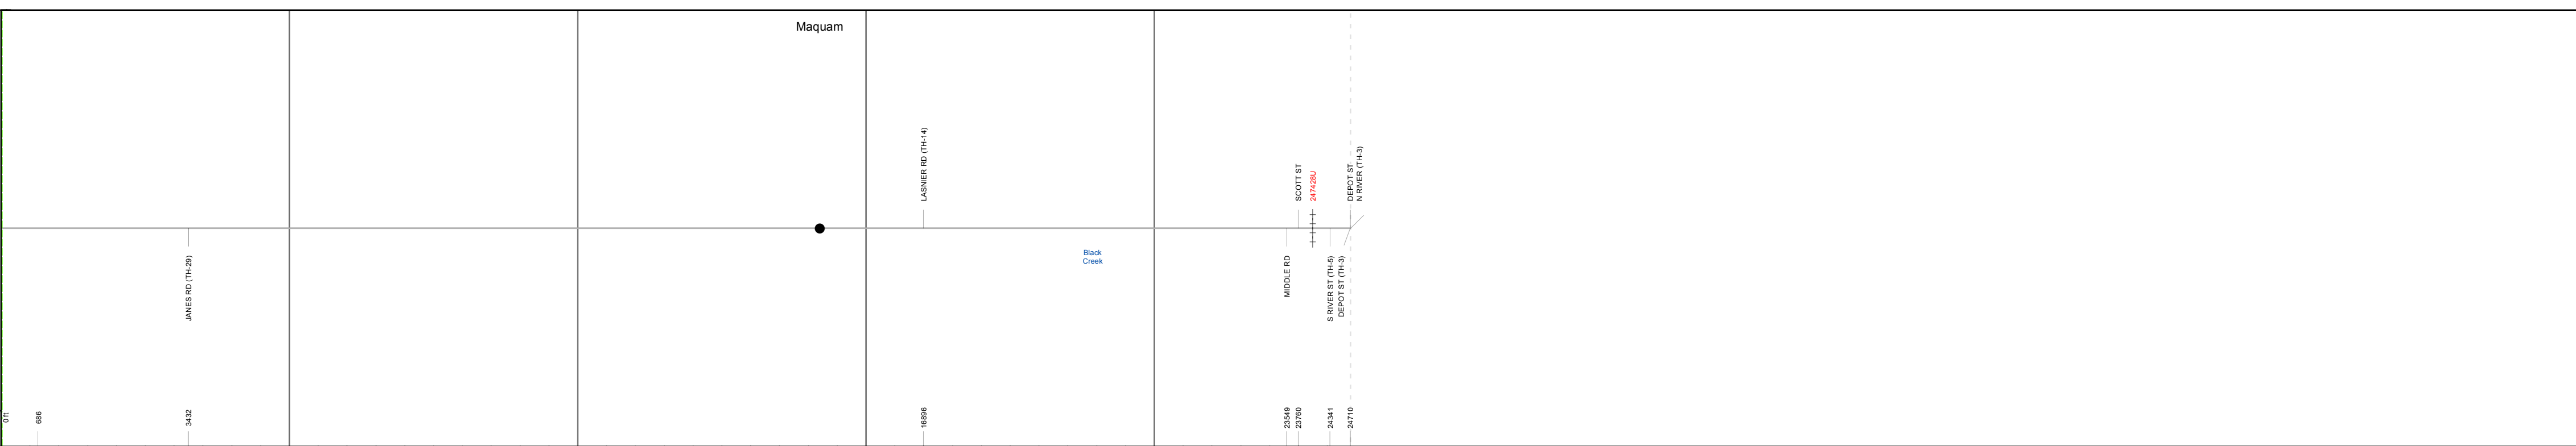 Maquam
LASNIER RD (TH-14)
SCOTT ST
247428U
DEPOT ST
N RIVER (TH-3)
JANES RD (TH-29)
Black
Creek
MIDDLE RD
S RIVER ST (TH-5)
DEPOT ST (TH-3)
0 ft
686
3432
16896
23549
23760
24341
24710